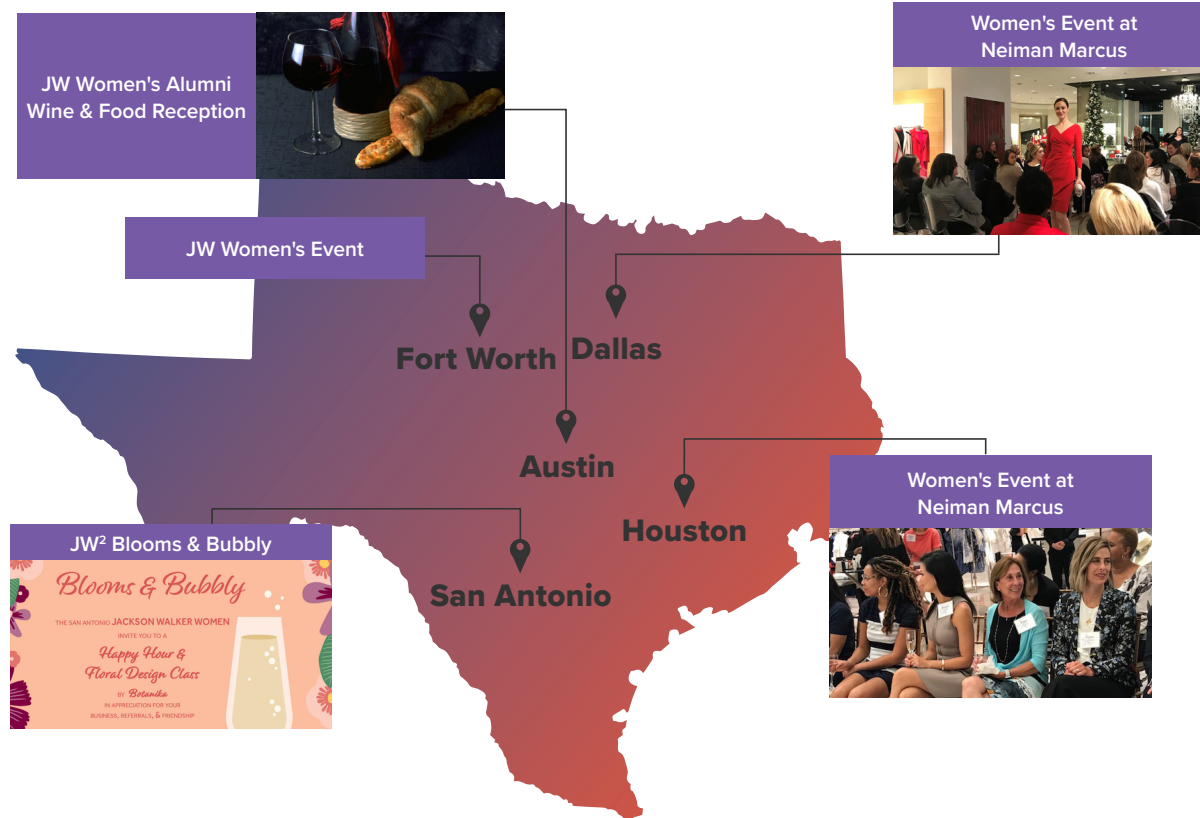 JW Women's Alumni
Wine & Food Reception
Women's Event at
Neiman Marcus
JW Women's Event
Fort Worth
Dallas
Austin
Houston
Women's Event at
Neiman Marcus
San Antonio
JW² Blooms & Bubbly
Blooms & Bubbly
THE SAN ANTONIO JACKSON WALKER WOMEN
INVITE YOU TO A
Happy Hour &
Floral Design Class
BY Botanika
IN APPRECIATION FOR YOUR
BUSINESS, REFERRALS, & FRIENDSHIP